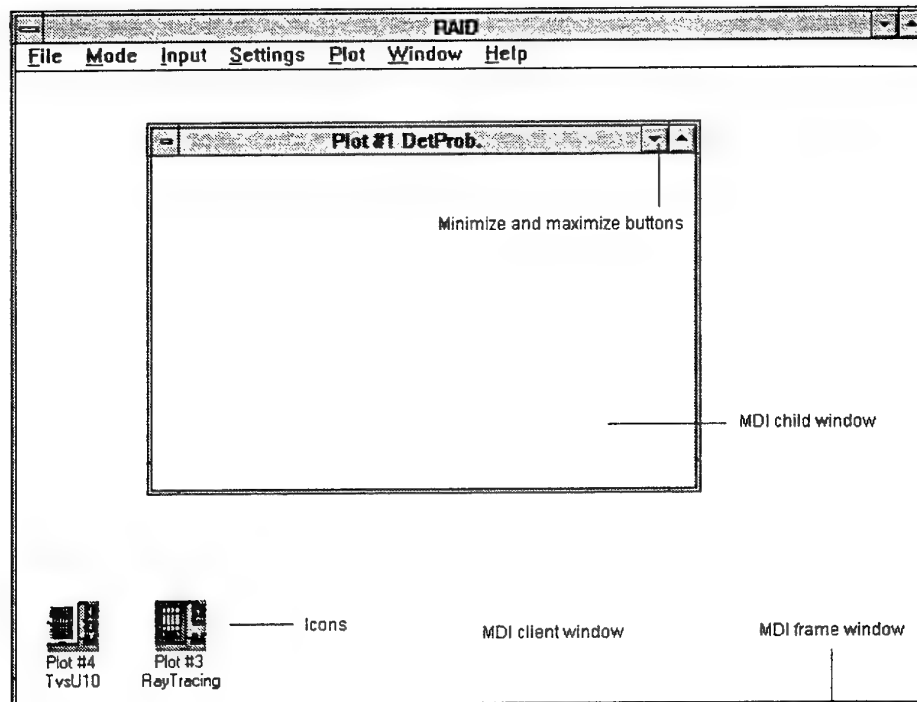 RAID
File Mode Input Settings Plot Window Help
Plot #1 DetProb.
Minimize and maximize buttons
MDI child window
Icons
MDI client window
MDI frame window
Plot #4
TvsU10
Plot #3
RayTracing